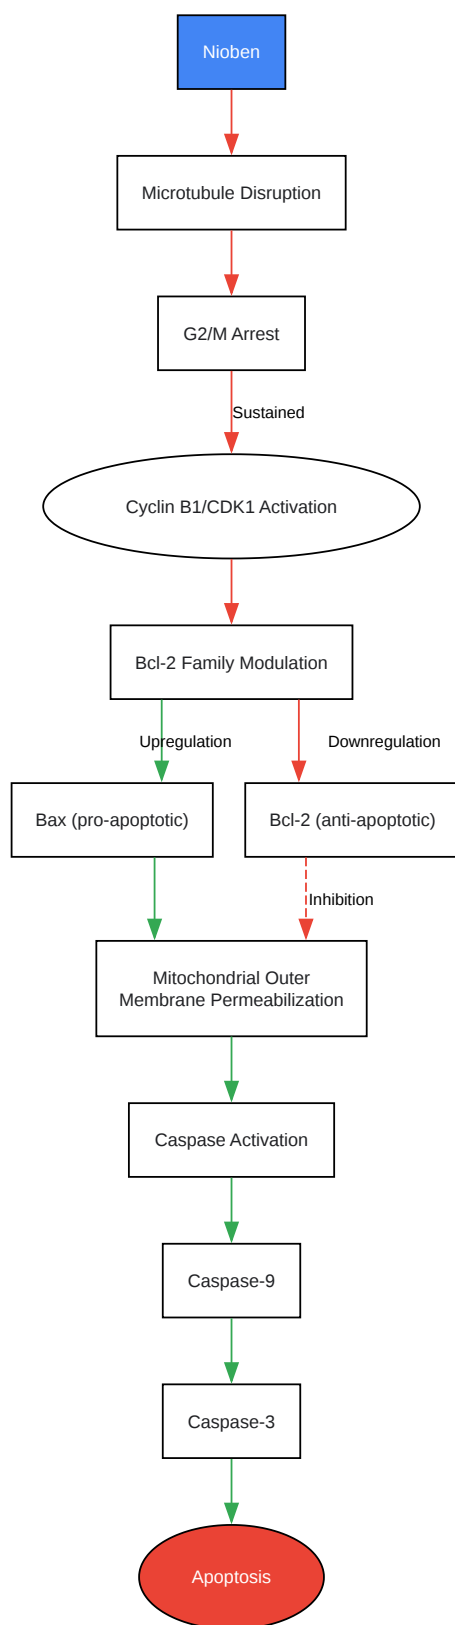 Nioben
Microtubule Disruption
G2/M Arrest
Sustained
Cyclin B1/CDK1 Activation
Bcl-2 Family Modulation
Upregulation
Downregulation
Bax (pro-apoptotic)
Bcl-2 (anti-apoptotic)
Inhibition
Mitochondrial Outer
Membrane Permeabilization
Caspase Activation
Caspase-9
Caspase-3
Apoptosis